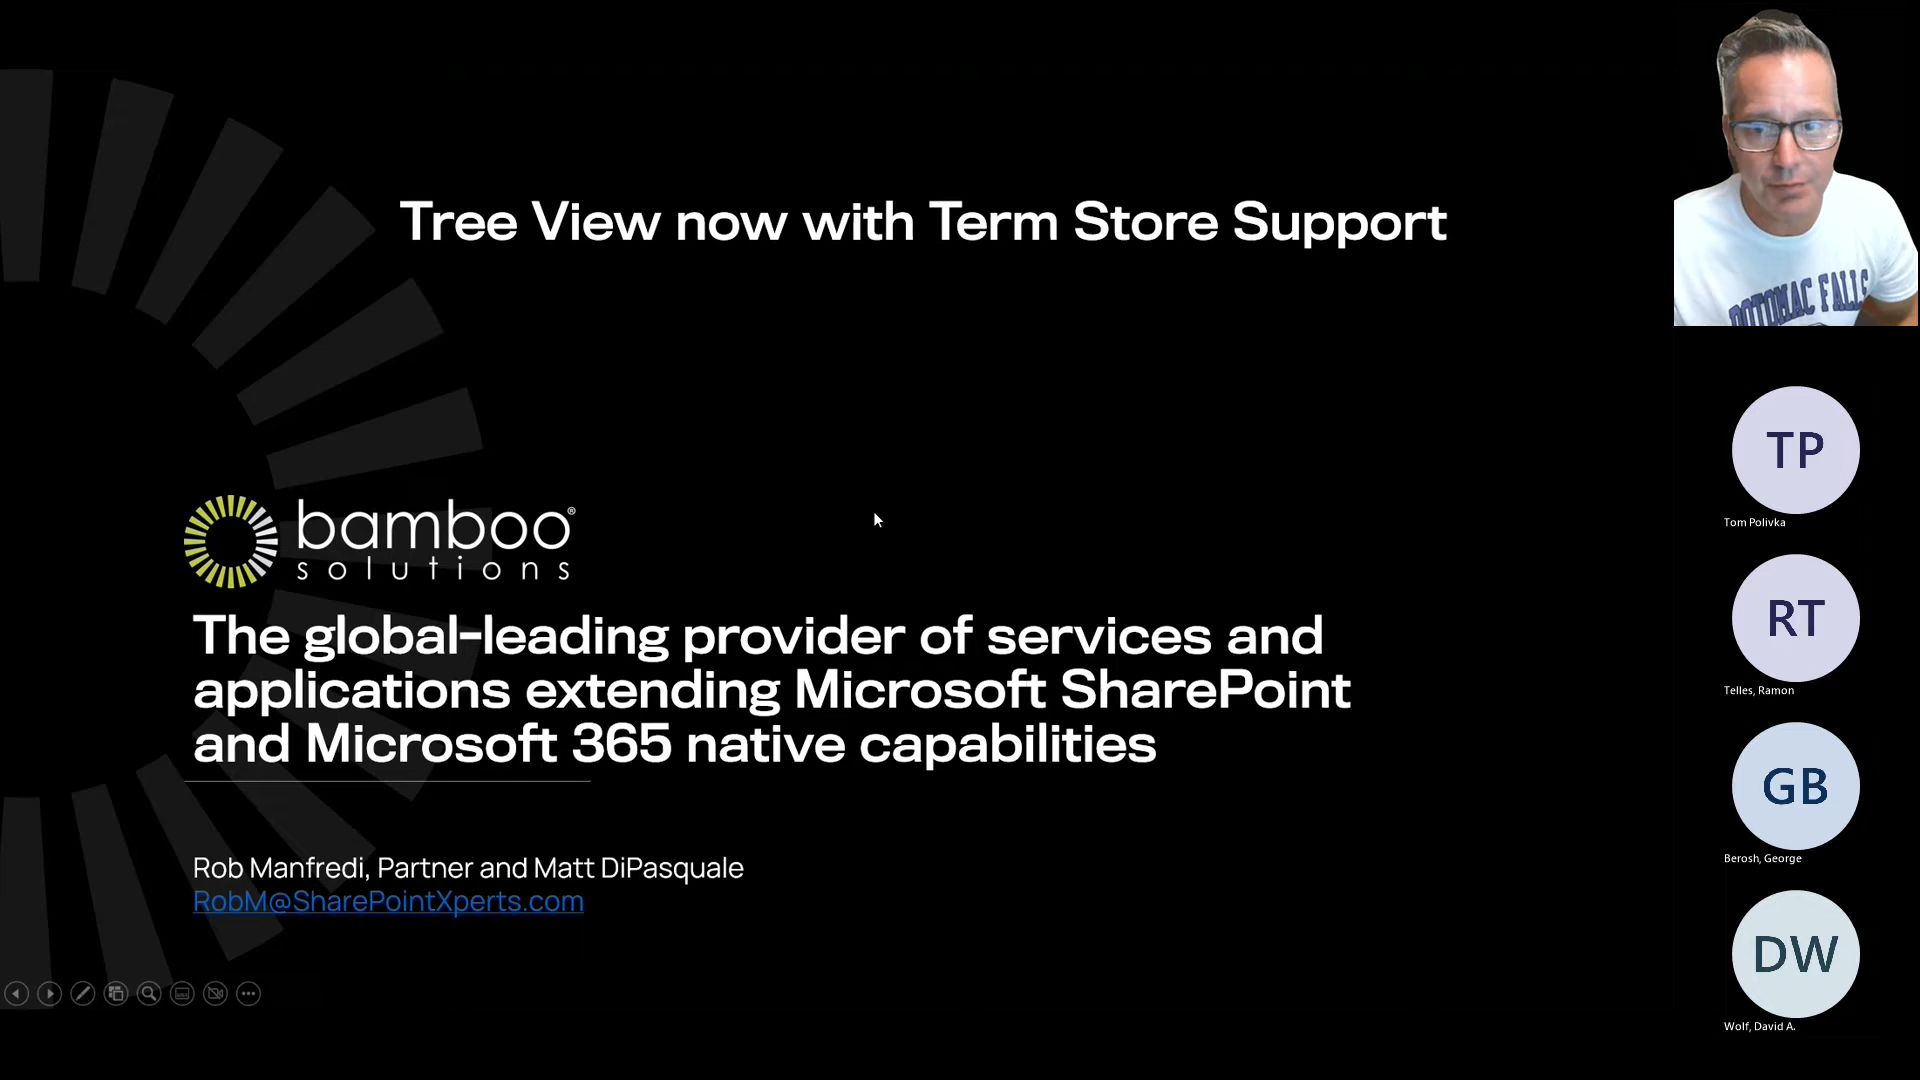 Tree View now with Term Store Support
bamboo®
solutions
The global-leading provider of services and
applications extending Microsoft SharePoint
and Microsoft 365 native capabilities
Rob Manfredi, Partner and Matt DiPasquale
RobM@SharePointXperts.com
POTOMAC FALLS
TP
Tom Polivka
RT
Telles, Ramon
GB
Berosh, George
DW
Wolf, David A.